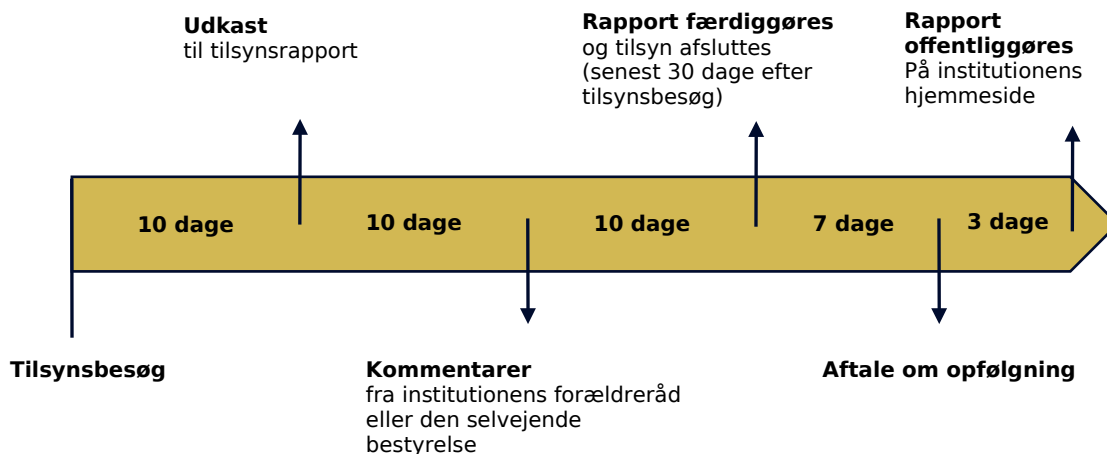 Udkast
til tilsynsrapport
Rapport færdiggøres
og tilsyn afsluttes
(senest 30 dage efter
tilsynsbesøg)
Rapport
offentliggøres
På institutionens
hjemmeside
10 dage
10 dage
10 dage
7 dage
3 dage
Tilsynsbesøg
Kommentarer
fra institutionens forældreråd
eller den selvejende
bestyrelse
Aftale om opfølgning